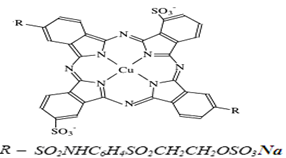 SO3-
R
N N N
N Cu N
N N N
R
SO3-
R – SO2NHC6H4SO2CH2CH2OSO3Na